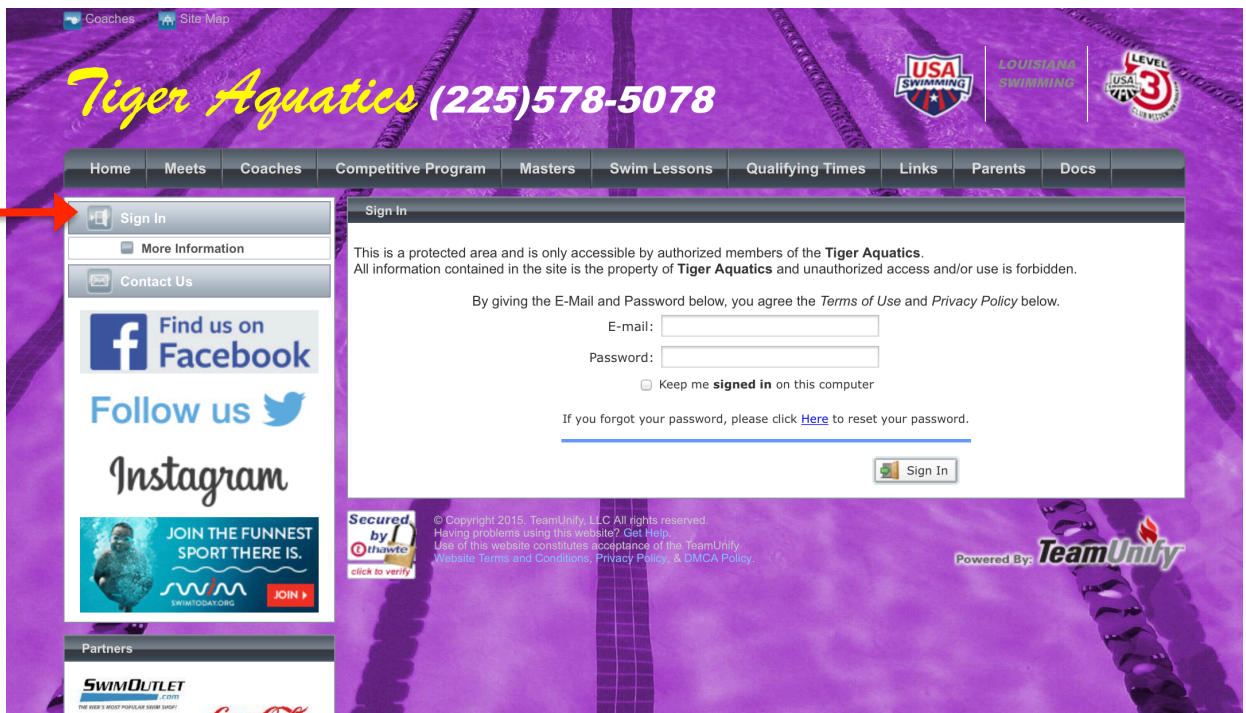 Coaches Site Map
Tiger Aquatics (225)578-5078
USA SWIMMING
LOUISIANA
SWIMMING
LEVEL
USA 3
CLUB RECOGNITION
Home Meets Coaches Competitive Program Masters Swim Lessons Qualifying Times Links Parents Docs
Sign In
More Information
Contact Us
Find us on
Facebook
Follow us
Instagram
JOIN THE FUNNEST
SPORT THERE IS.
swim
SWIMTODAY.ORG
JOIN
Partners
SWIMOUTLET
.com
THE WEB'S MOST POPULAR SWIM SHOP!
Sign In
This is a protected area and is only accessible by authorized members of the Tiger Aquatics.
All information contained in the site is the property of Tiger Aquatics and unauthorized access and/or use is forbidden.
By giving the E-Mail and Password below, you agree the Terms of Use and Privacy Policy below.
E-mail:
Password:
Keep me signed in on this computer
If you forgot your password, please click Here to reset your password.
Sign In
Secured
by
thawte
click to verify
© Copyright 2015. TeamUnify, LLC All rights reserved.
Having problems using this website? Get Help.
Use of this website constitutes acceptance of the TeamUnify
Website Terms and Conditions, Privacy Policy, & DMCA Policy.
Powered By: TeamUnify